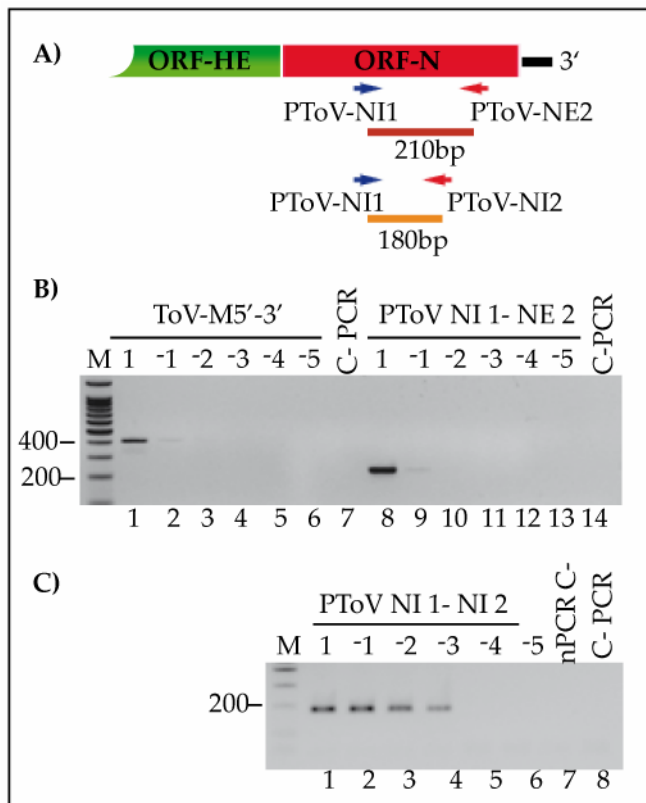 A) ORF-HE ORF-N 3'
PToV-NI1 PToV-NE2
210bp
PToV-NI1 PToV-NI2
180bp
B) ToV-M5'-3' C- PCR PToV NI 1- NE 2 C-PCR
M 1 -1 -2 -3 -4 -5 1 -1 -2 -3 -4 -5
400
200
1 2 3 4 5 6 7 8 9 10 11 12 13 14
C) PToV NI 1- NI 2 nPCR C- C- PCR
M 1 -1 -2 -3 -4 -5
200
1 2 3 4 5 6 7 8